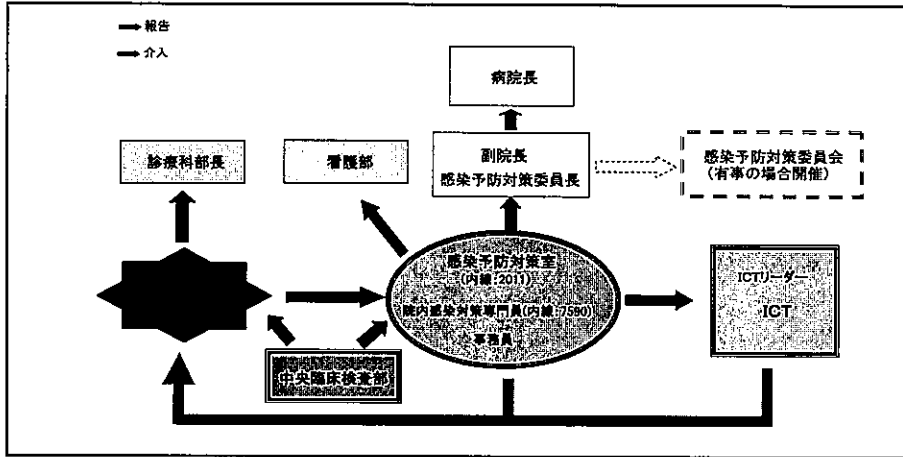 報告
介入
病院長
診療科部長
看護部
副院長
感染予防対策委員長
感染予防対策委員会
(有事の場合開催)
感染予防対策室
(内線:2011)
院内感染対策専門員(内線:7590)
事務員
ICTリーダー
ICT
中央臨床検査部